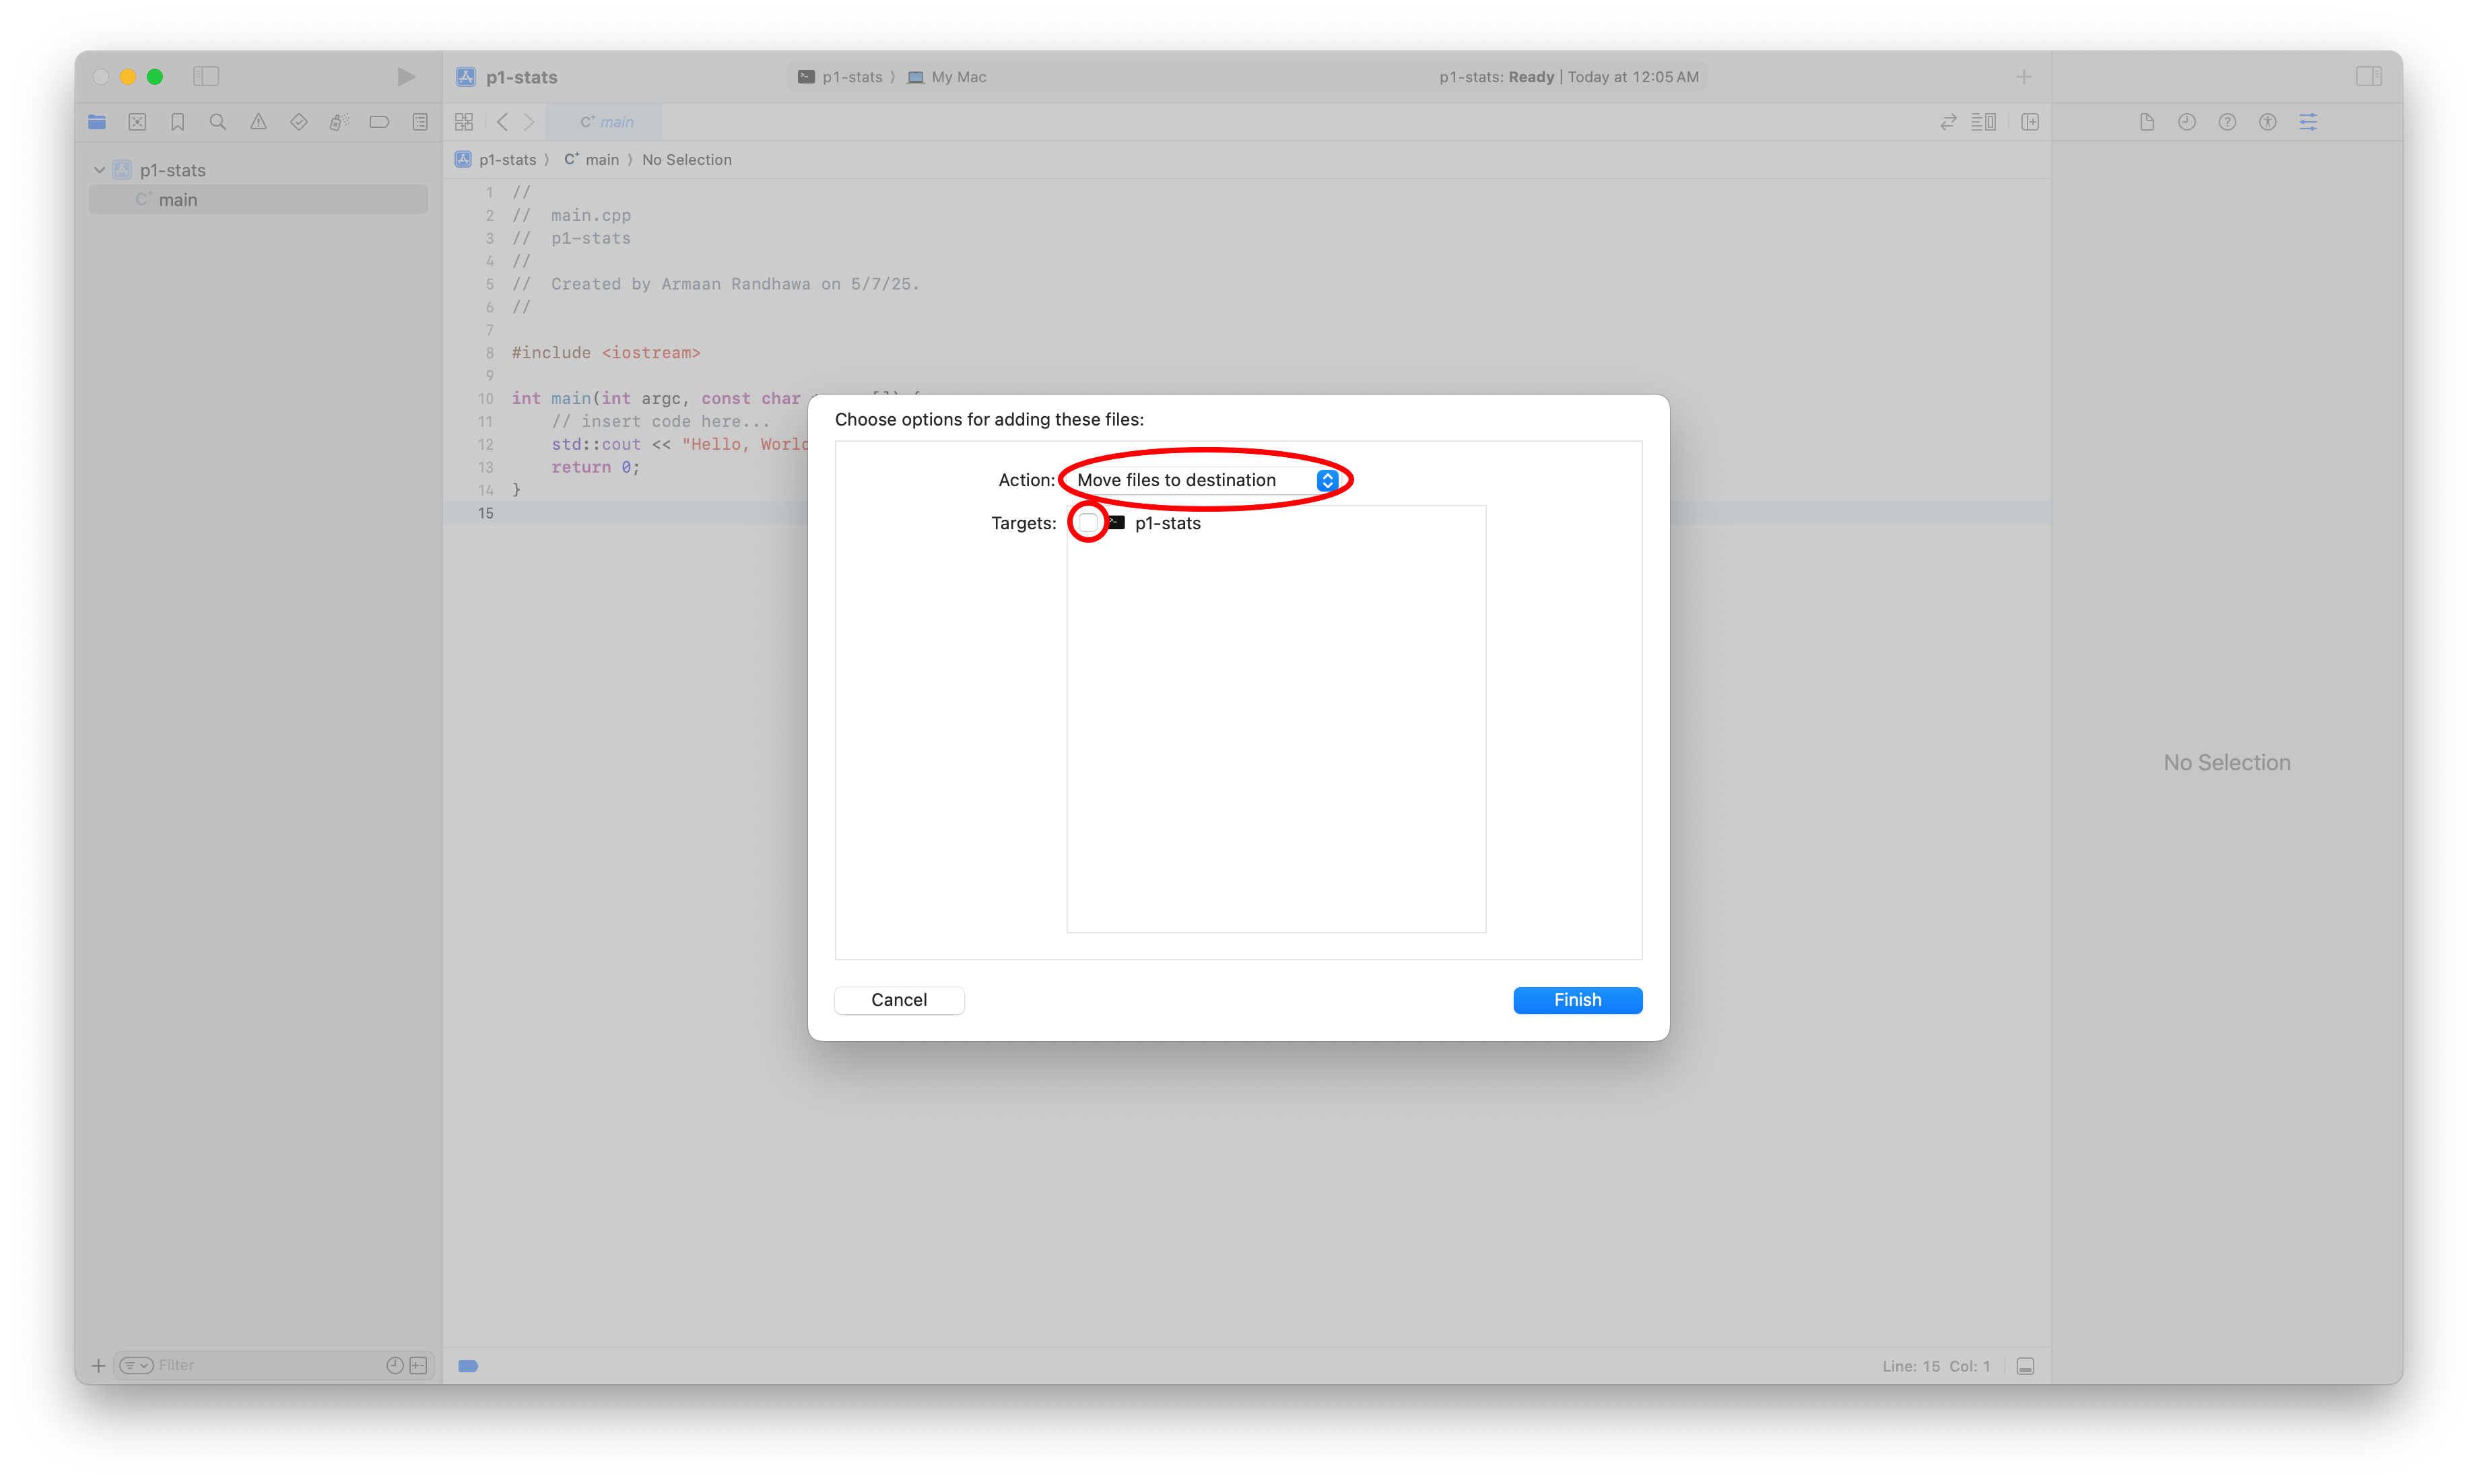 p1-stats
p1-stats 〉 My Mac
p1-stats: Ready | Today at 12:05 AM
main
p1-stats
main
p1-stats 〉 main 〉 No Selection
1 //
2 // main.cpp
3 // p1-stats
4 //
5 // Created by Armaan Randhawa on 5/7/25.
6 //
7
8 #include <iostream>
9
10 int main(int argc, const char
11 // insert code here...
12 std::cout << "Hello, World
13 return 0;
14 }
15
Choose options for adding these files:
Action: Move files to destination
Targets: p1-stats
Cancel
Finish
No Selection
Filter
Line: 15 Col: 1